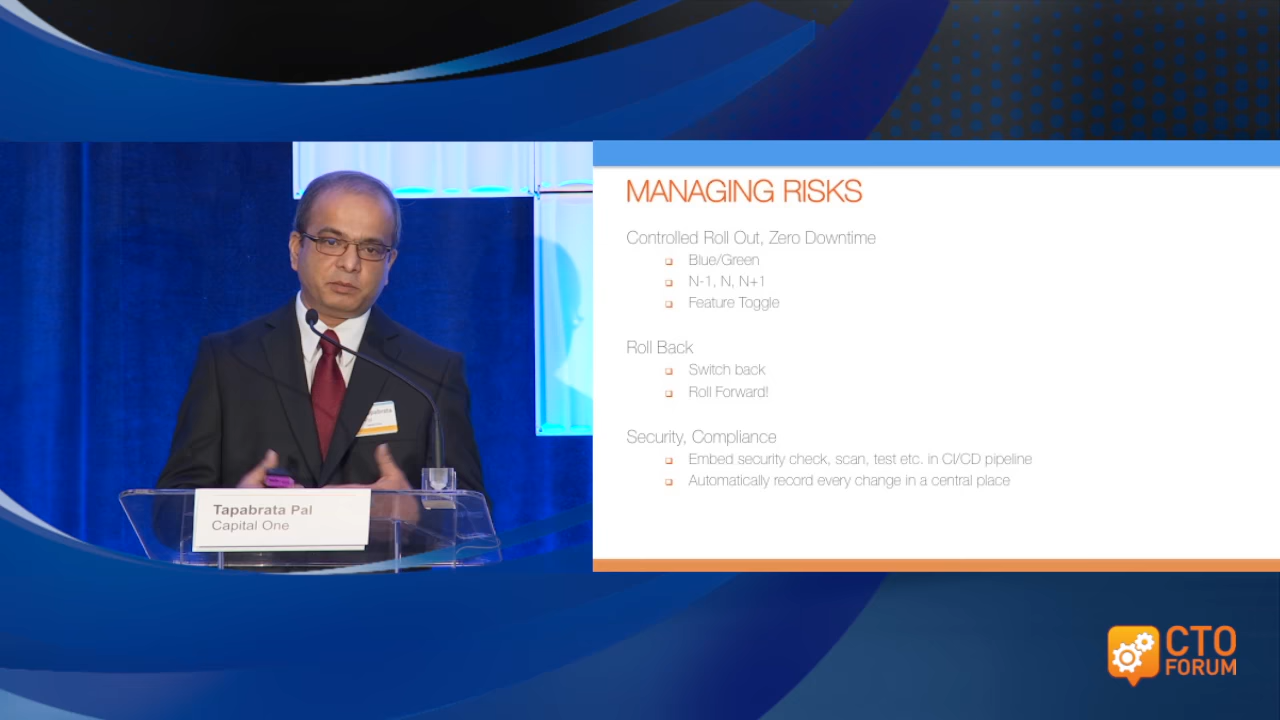 MANAGING RISKS
Controlled Roll Out, Zero Downtime
Blue/Green
N-1, N, N+1
Feature Toggle
Roll Back
Switch back
Roll Forward!
Security, Compliance
Embed security check, scan, test etc. in CI/CD pipeline
Automatically record every change in a central place
Tapabrata Pal
Capital One
CTO
FORUM